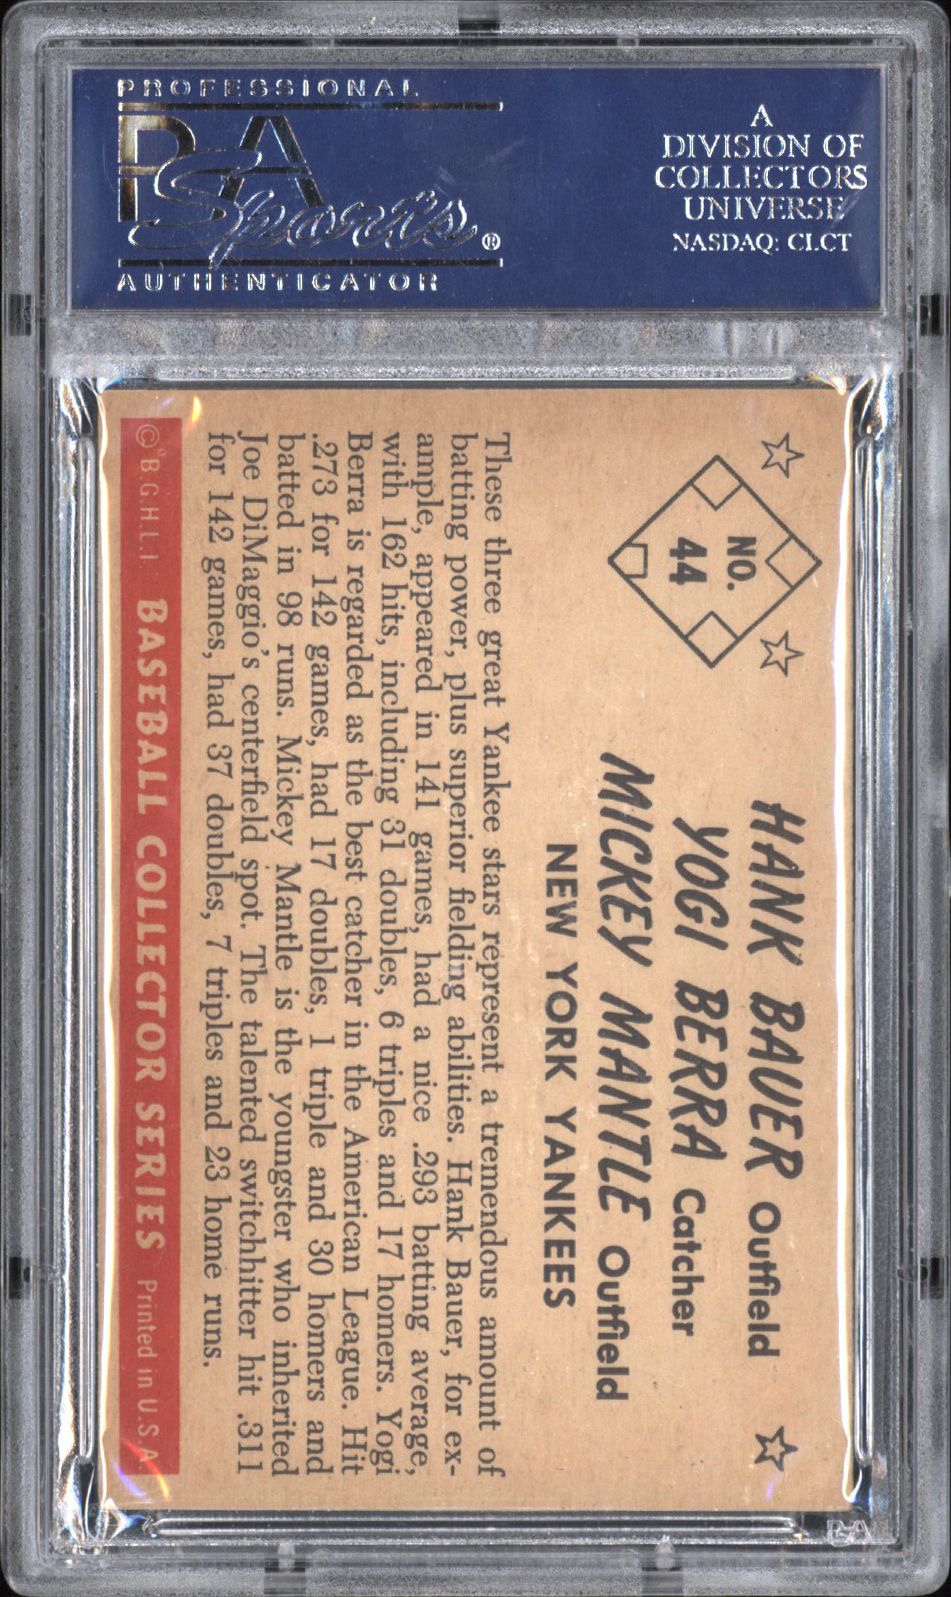 PROFESSIONAL
PSA
Sports®
AUTHENTICATOR
A
DIVISION OF
COLLECTORS
UNIVERSE
NASDAQ: CLCT
NO.
44
HANK BAUER Outfield
YOGI BERRA Catcher
MICKEY MANTLE Outfield
NEW YORK YANKEES
These three great Yankee stars represent a tremendous amount of
batting power, plus superior fielding abilities. Hank Bauer, for ex-
ample, appeared in 141 games, had a nice .293 batting average,
with 162 hits, including 31 doubles, 6 triples and 17 homers. Yogi
Berra is regarded as the best catcher in the American League. Hit
.273 for 142 games, had 17 doubles, 1 triple and 30 homers and
batted in 98 runs. Mickey Mantle is the youngster who inherited
Joe DiMaggio's centerfield spot. The talented switchhitter hit .311
for 142 games, had 37 doubles, 7 triples and 23 home runs.
© B.G.H.L.I. BASEBALL COLLECTOR SERIES Printed in U.S.A
PSA